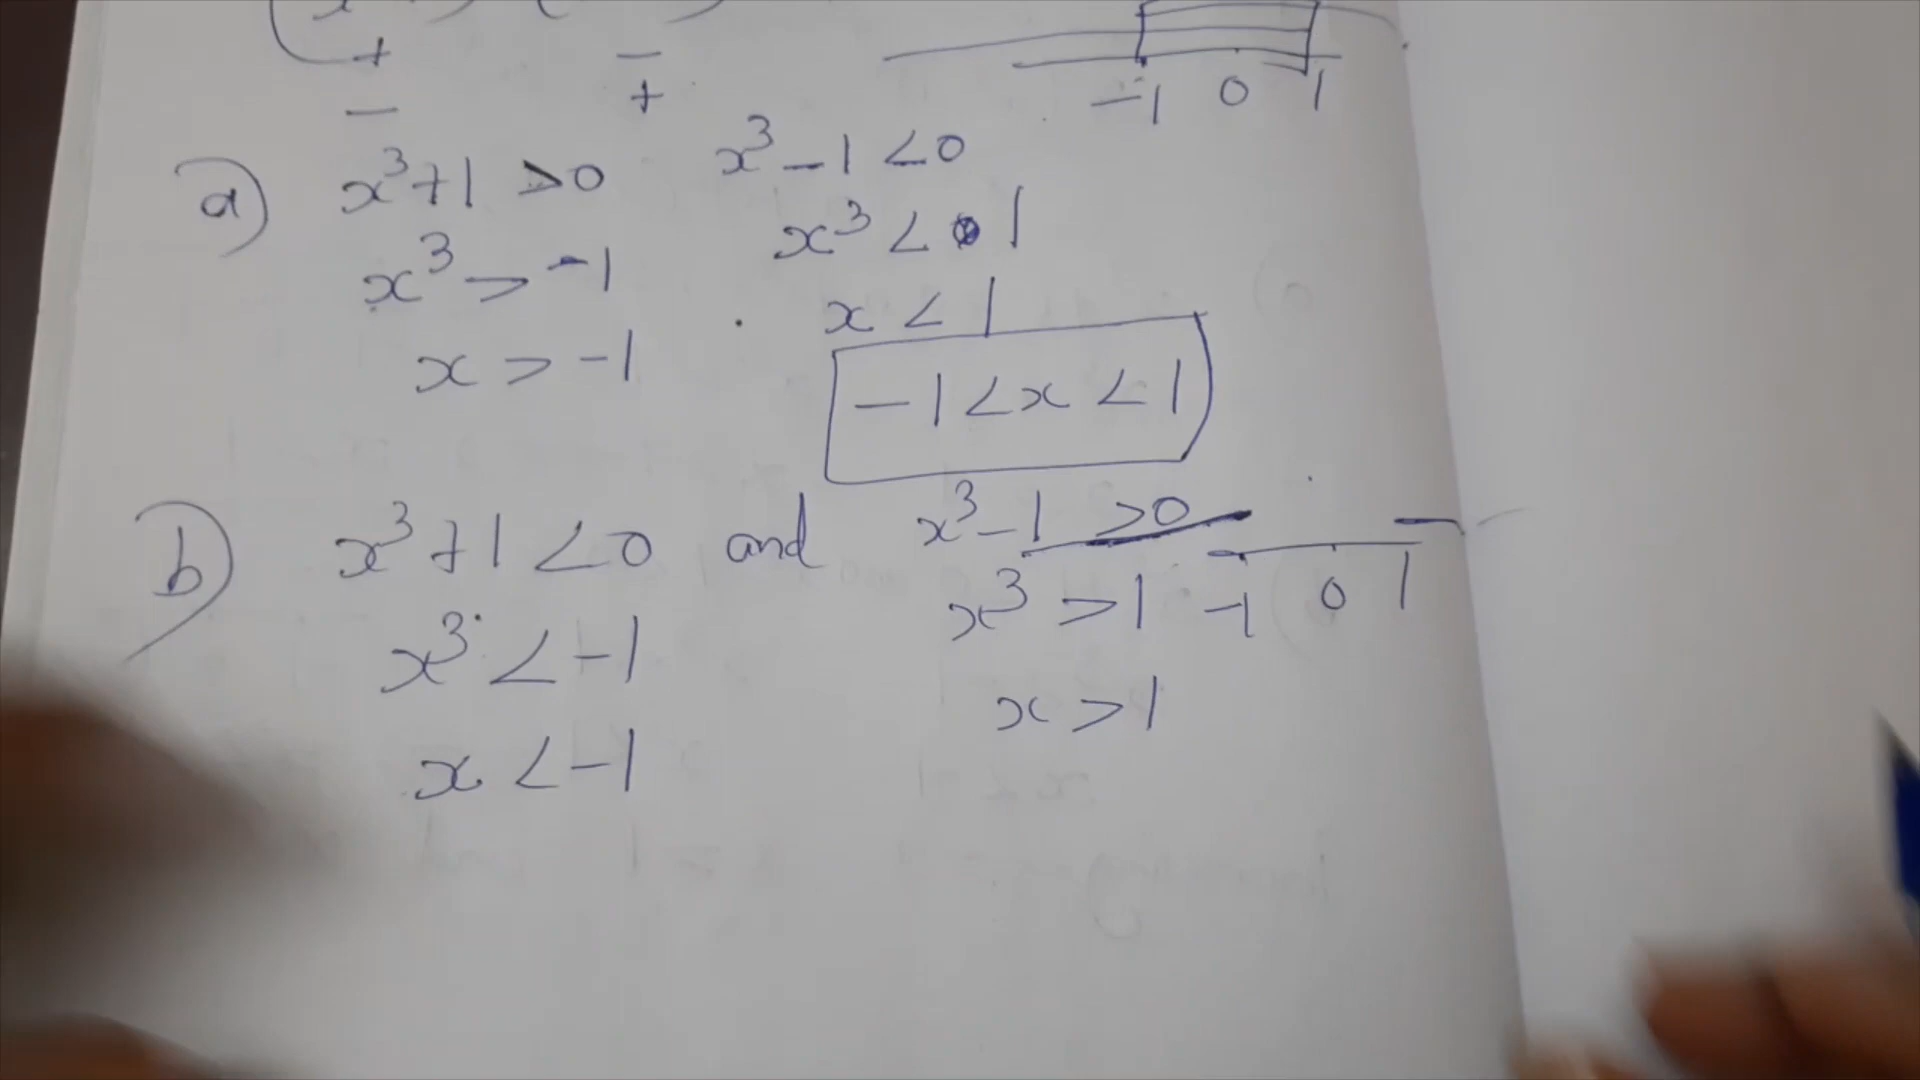 + −
− +
−1 0 1
a) x³+1 >0 x³−1 <0
x³ > −1 x³ < 1
x > −1 x < 1
−1 < x < 1
b) x³+1 <0 and x³−1 >0
x³ < −1 x³ > 1 −1 0 1
x < −1 x > 1